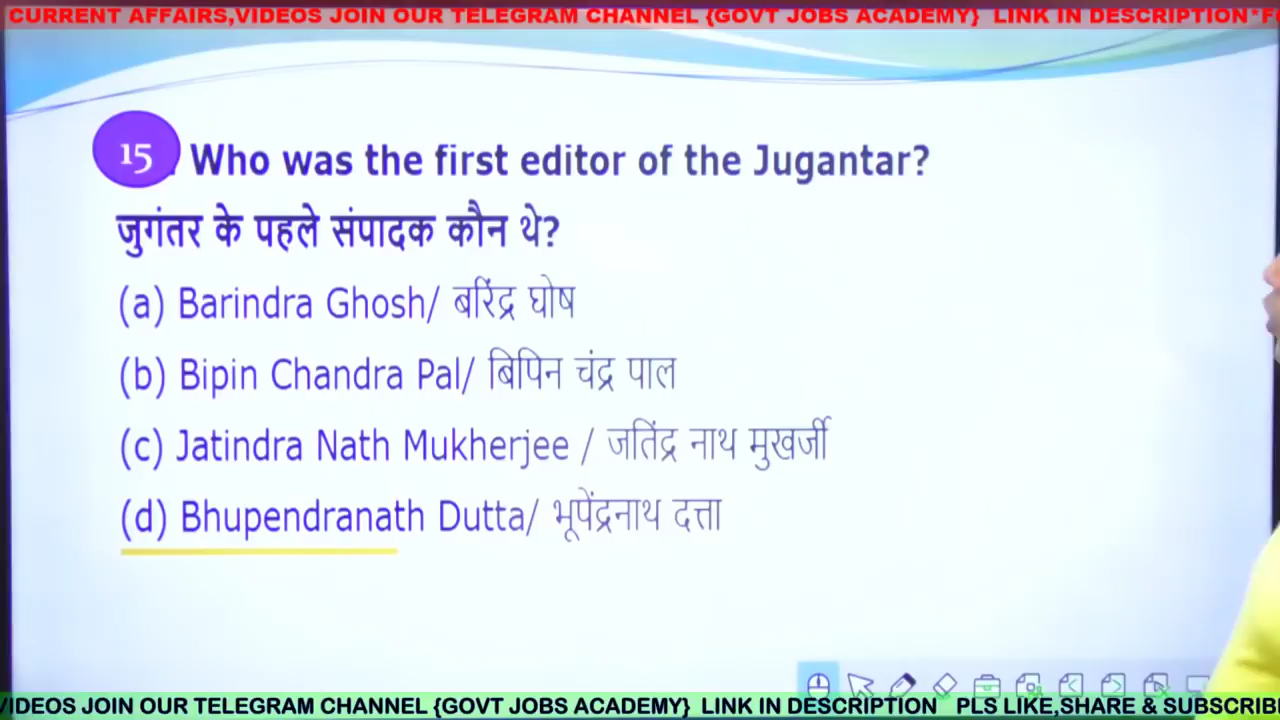 CURRENT AFFAIRS,VIDEOS JOIN OUR TELEGRAM CHANNEL {GOVT JOBS ACADEMY} LINK IN DESCRIPTION*
15 Who was the first editor of the Jugantar?
जुगंतर के पहले संपादक कौन थे?
(a) Barindra Ghosh/ बरिंद्र घोष
(b) Bipin Chandra Pal/ बिपिन चंद्र पाल
(c) Jatindra Nath Mukherjee / जतिंद्र नाथ मुखर्जी
(d) Bhupendranath Dutta/ भूपेंद्रनाथ दत्ता
VIDEOS JOIN OUR TELEGRAM CHANNEL {GOVT JOBS ACADEMY} LINK IN DESCRIPTION PLS LIKE,SHARE & SUBSCRIB